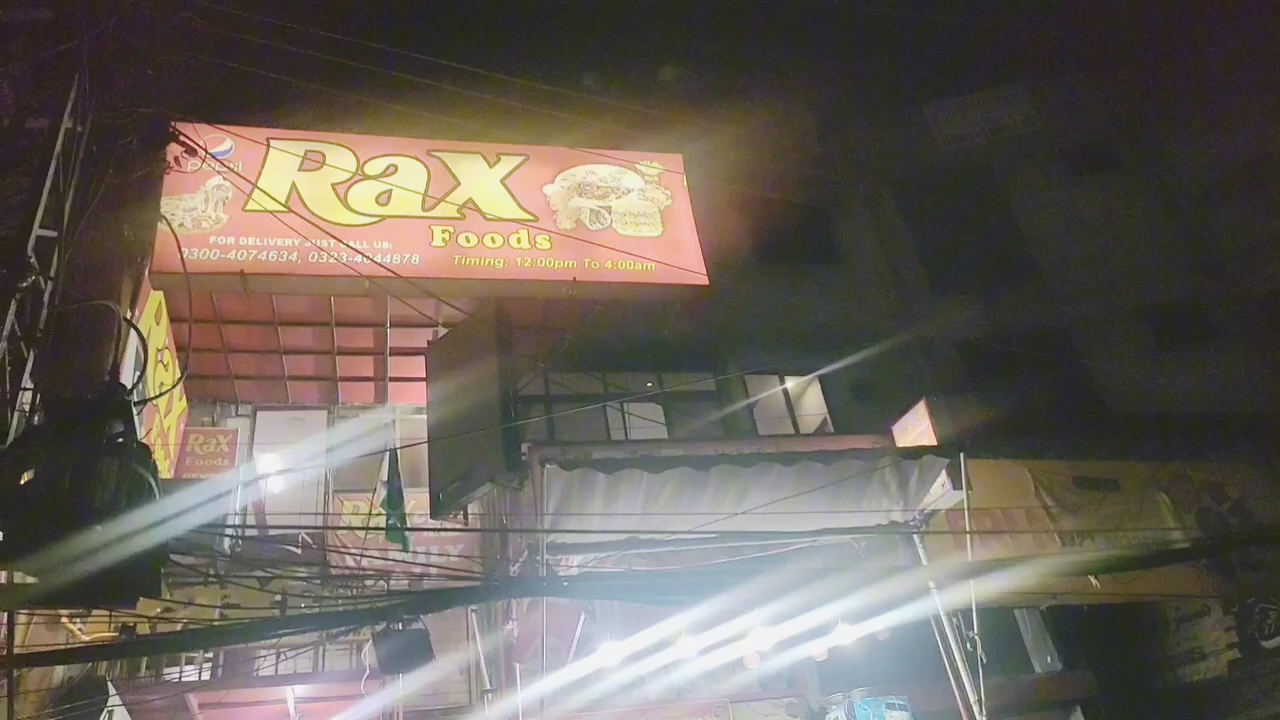 pepsi
Rax
Foods
FOR DELIVERY JUST CALL US:
0300-4074634, 0323-4044878
Timing: 12:00pm To 4:00am
Rax
Foods